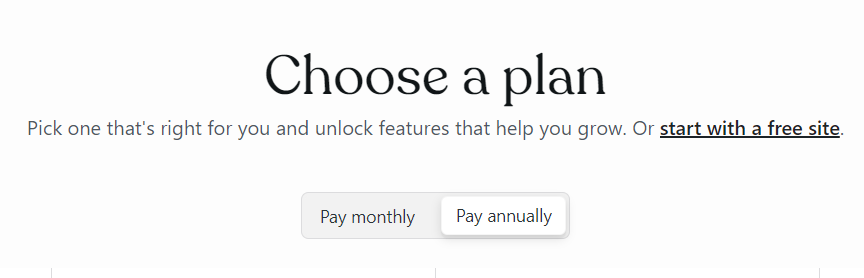 Choose a plan
Pick one that's right for you and unlock features that help you grow. Or start with a free site.
Pay monthly
Pay annually